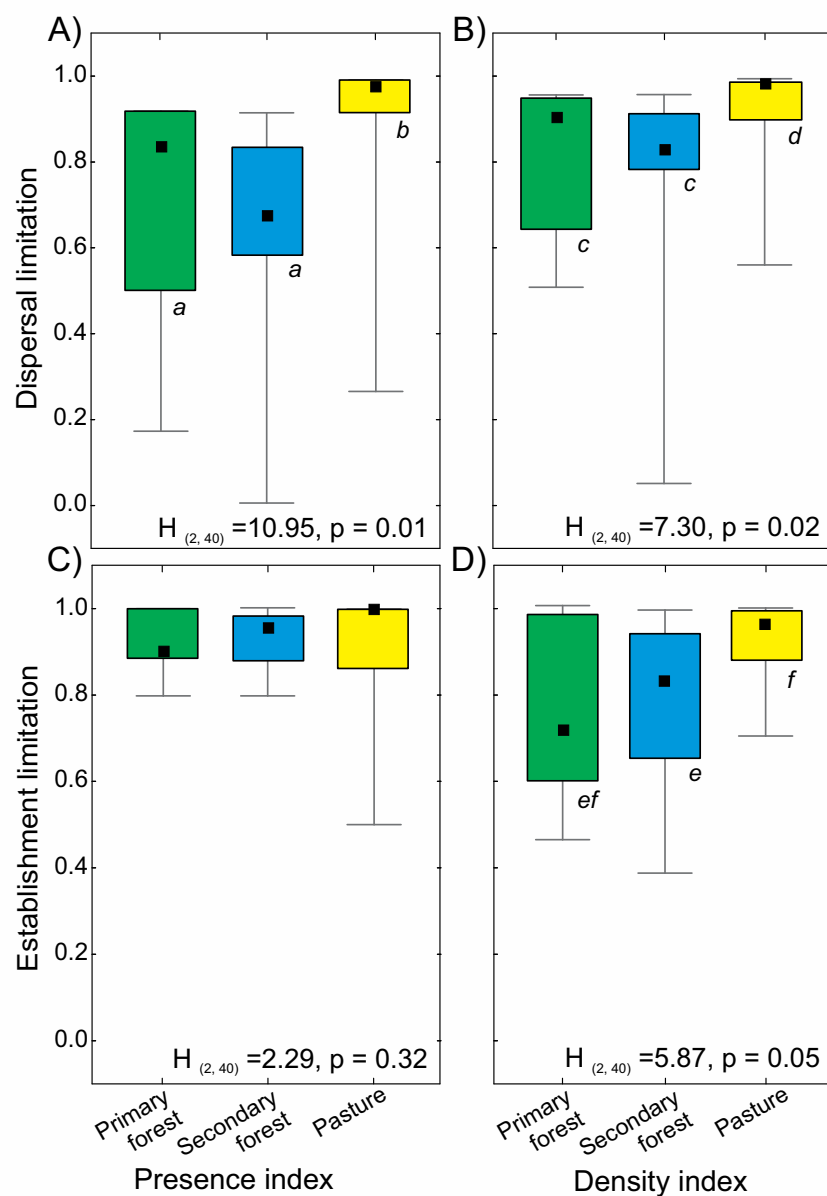 A)
B)
Dispersal limitation
1.0
0.8
0.6
0.4
0.2
0.0
a
a
b
c
c
d
H (2, 40) =10.95, p = 0.01
H (2, 40) =7.30, p = 0.02
C)
D)
Establishment limitation
1.0
0.8
0.6
0.4
0.2
0.0
ef
e
f
H (2, 40) =2.29, p = 0.32
H (2, 40) =5.87, p = 0.05
Primary
forest
Secondary
forest
Pasture
Primary
forest
Secondary
forest
Pasture
Presence index
Density index